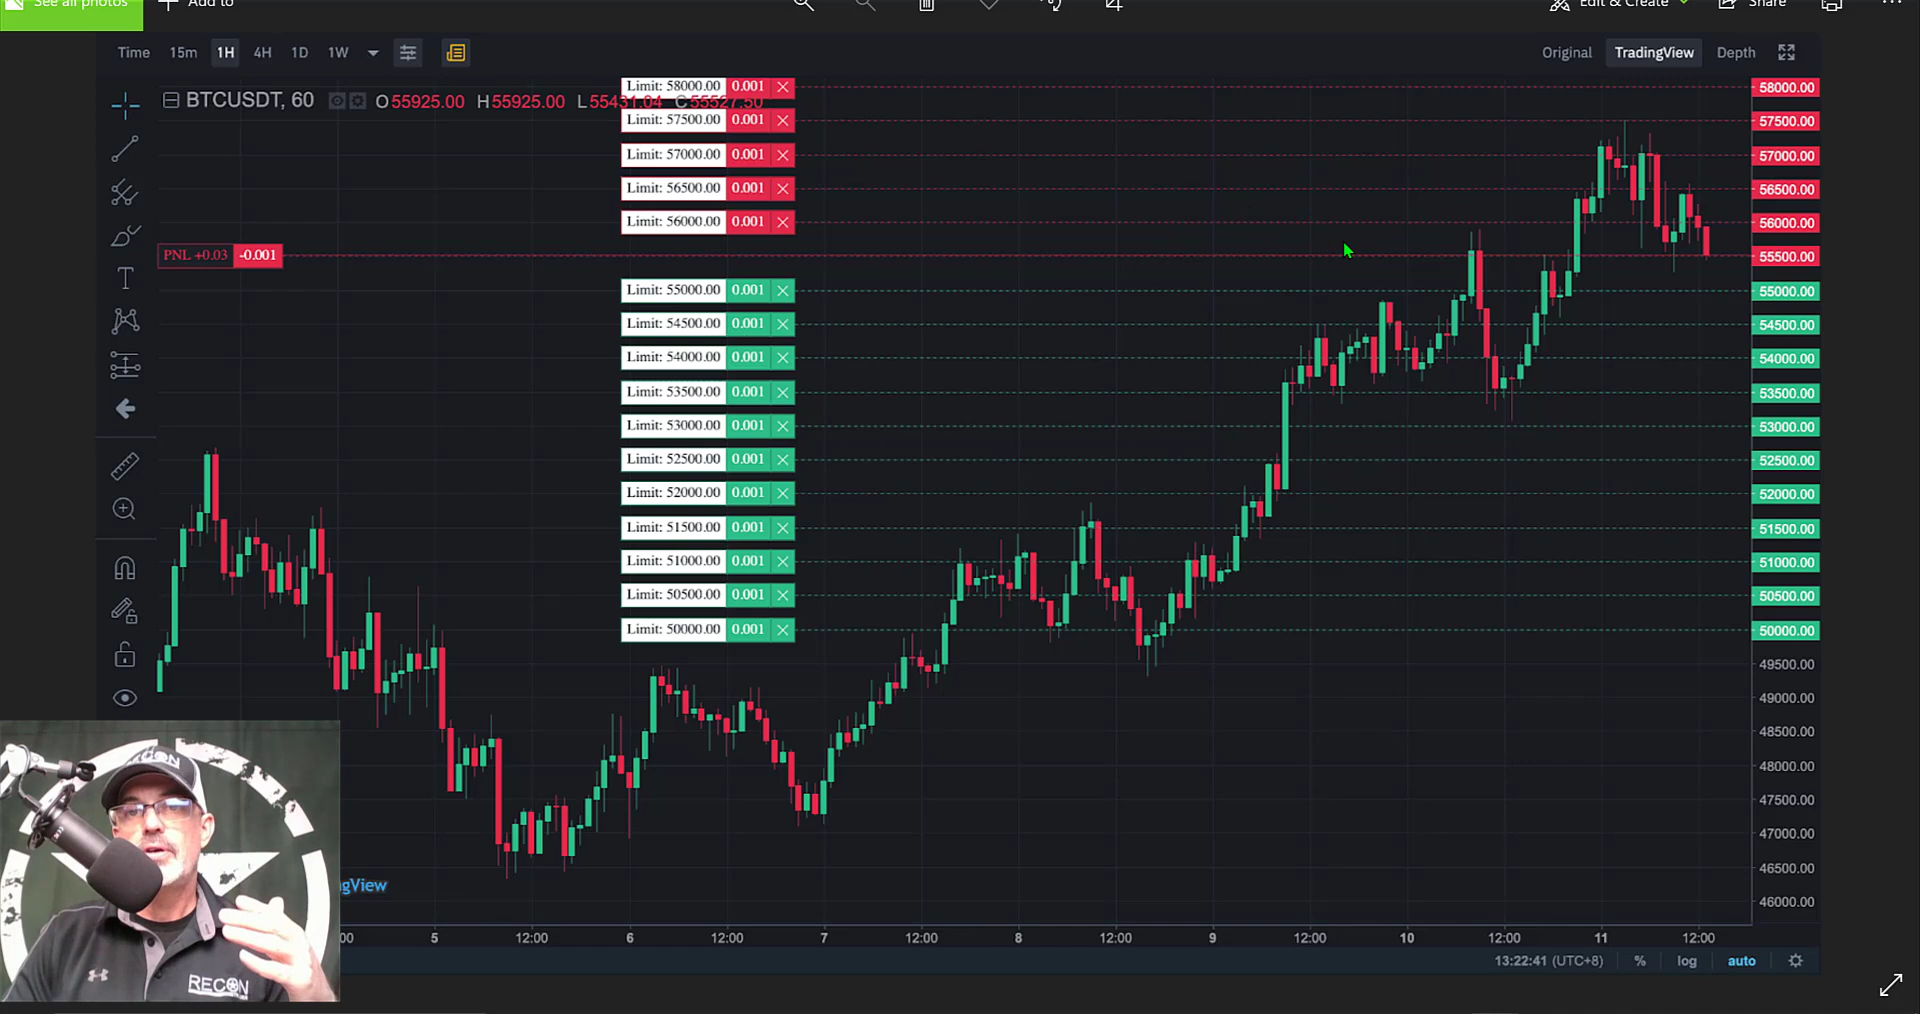 See all photos
Add to
Edit & Create
Share
Time 15m 1H 4H 1D 1W
Original TradingView Depth
BTCUSDT, 60 O55925.00 H55925.00 L55431.04 C55527.50
Limit: 58000.00 0.001 58000.00
Limit: 57500.00 0.001 57500.00
Limit: 57000.00 0.001 57000.00
Limit: 56500.00 0.001 56500.00
Limit: 56000.00 0.001 56000.00
PNL +0.03 -0.001 55500.00
Limit: 55000.00 0.001 55000.00
Limit: 54500.00 0.001 54500.00
Limit: 54000.00 0.001 54000.00
Limit: 53500.00 0.001 53500.00
Limit: 53000.00 0.001 53000.00
Limit: 52500.00 0.001 52500.00
Limit: 52000.00 0.001 52000.00
Limit: 51500.00 0.001 51500.00
Limit: 51000.00 0.001 51000.00
Limit: 50500.00 0.001 50500.00
Limit: 50000.00 0.001 50000.00
49500.00
49000.00
48500.00
48000.00
47500.00
47000.00
46500.00
46000.00
RECON
ngView
RECON
:00 5 12:00 6 12:00 7 12:00 8 12:00 9 12:00 10 12:00 11 12:00
13:22:41 (UTC+8) % log auto